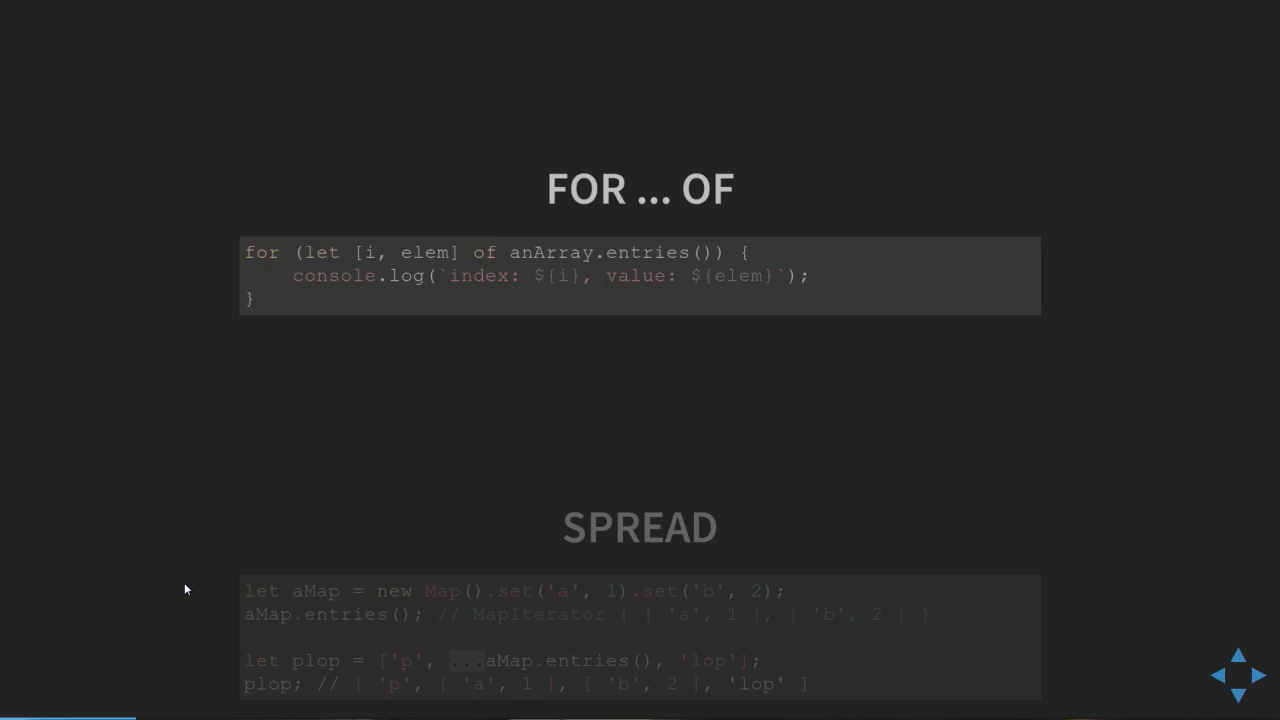 FOR ... OF
for (let [i, elem] of anArray.entries()) {
    console.log(`index: ${i}, value: ${elem}`);
}
SPREAD
let aMap = new Map().set('a', 1).set('b', 2);
aMap.entries(); // MapIterator { [ 'a', 1 ], [ 'b', 2 ] }
let plop = ['p', ...aMap.entries(), 'lop'];
plop; // [ 'p', [ 'a', 1 ], [ 'b', 2 ], 'lop' ]